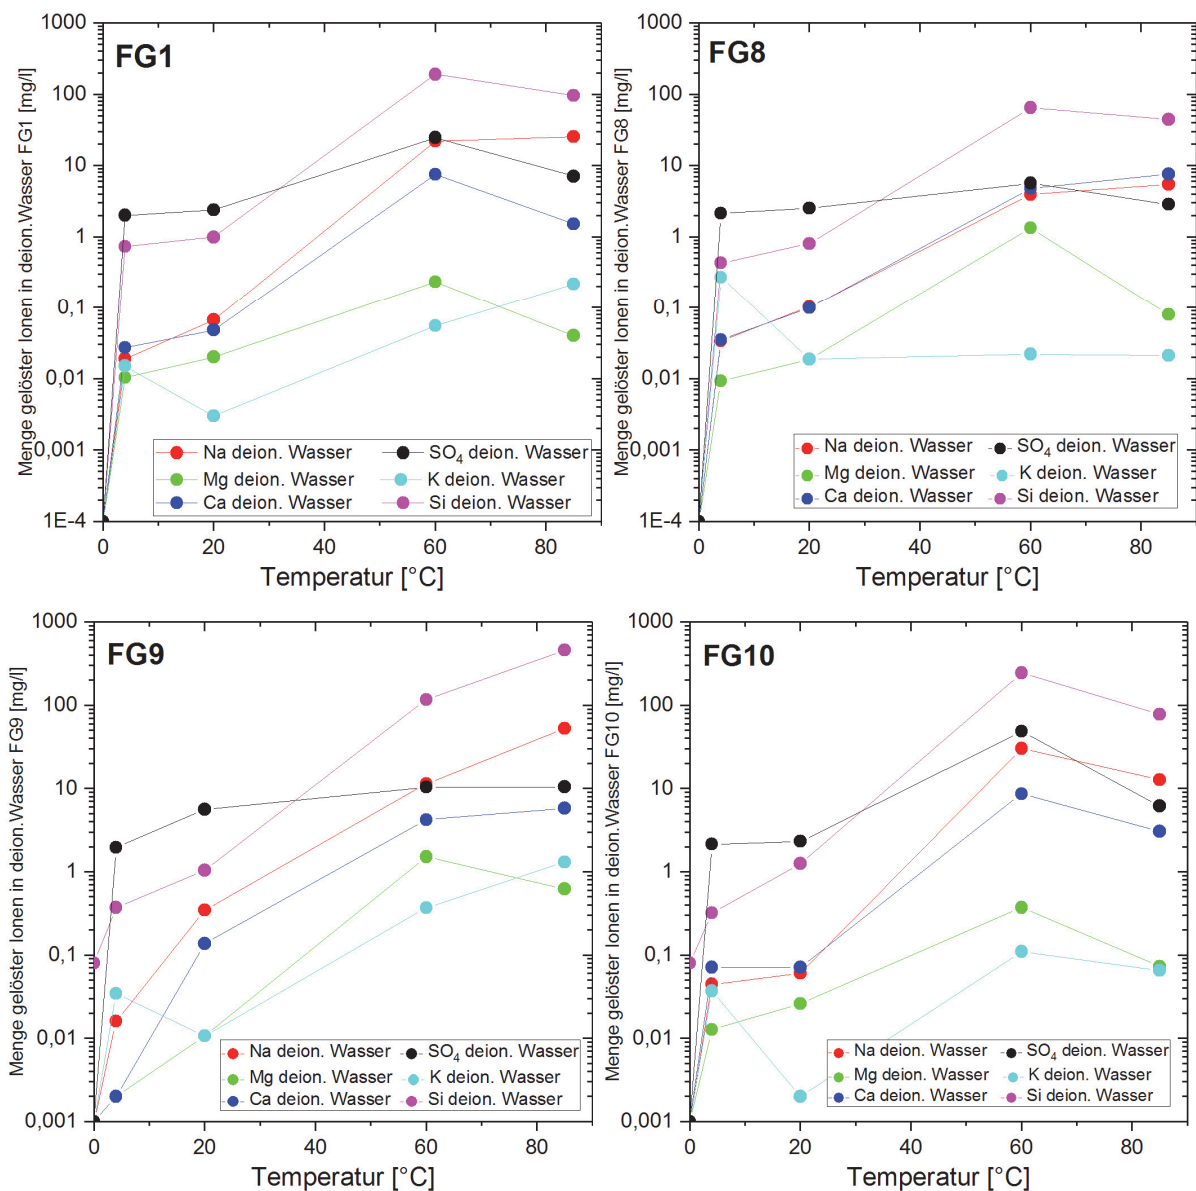 FG1
Menge gelöster Ionen in deion.Wasser FG1 [mg/l]
1000
100
10
1
0,1
0,01
0,001
1E-4
Na deion. Wasser
SO4 deion. Wasser
Mg deion. Wasser
K deion. Wasser
Ca deion. Wasser
Si deion. Wasser
0 20 40 60 80
Temperatur [°C]
FG8
Menge gelöster Ionen in deion.Wasser FG8 [mg/l]
1000
100
10
1
0,1
0,01
0,001
1E-4
Na deion. Wasser
SO4 deion. Wasser
Mg deion. Wasser
K deion. Wasser
Ca deion. Wasser
Si deion. Wasser
0 20 40 60 80
Temperatur [°C]
FG9
Menge gelöster Ionen in deion.Wasser FG9 [mg/l]
1000
100
10
1
0,1
0,01
0,001
Na deion. Wasser
SO4 deion. Wasser
Mg deion. Wasser
K deion. Wasser
Ca deion. Wasser
Si deion. Wasser
0 20 40 60 80
Temperatur [°C]
FG10
Menge gelöster Ionen in deion.Wasser FG10 [mg/l]
1000
100
10
1
0,1
0,01
0,001
Na deion. Wasser
SO4 deion. Wasser
Mg deion. Wasser
K deion. Wasser
Ca deion. Wasser
Si deion. Wasser
0 20 40 60 80
Temperatur [°C]